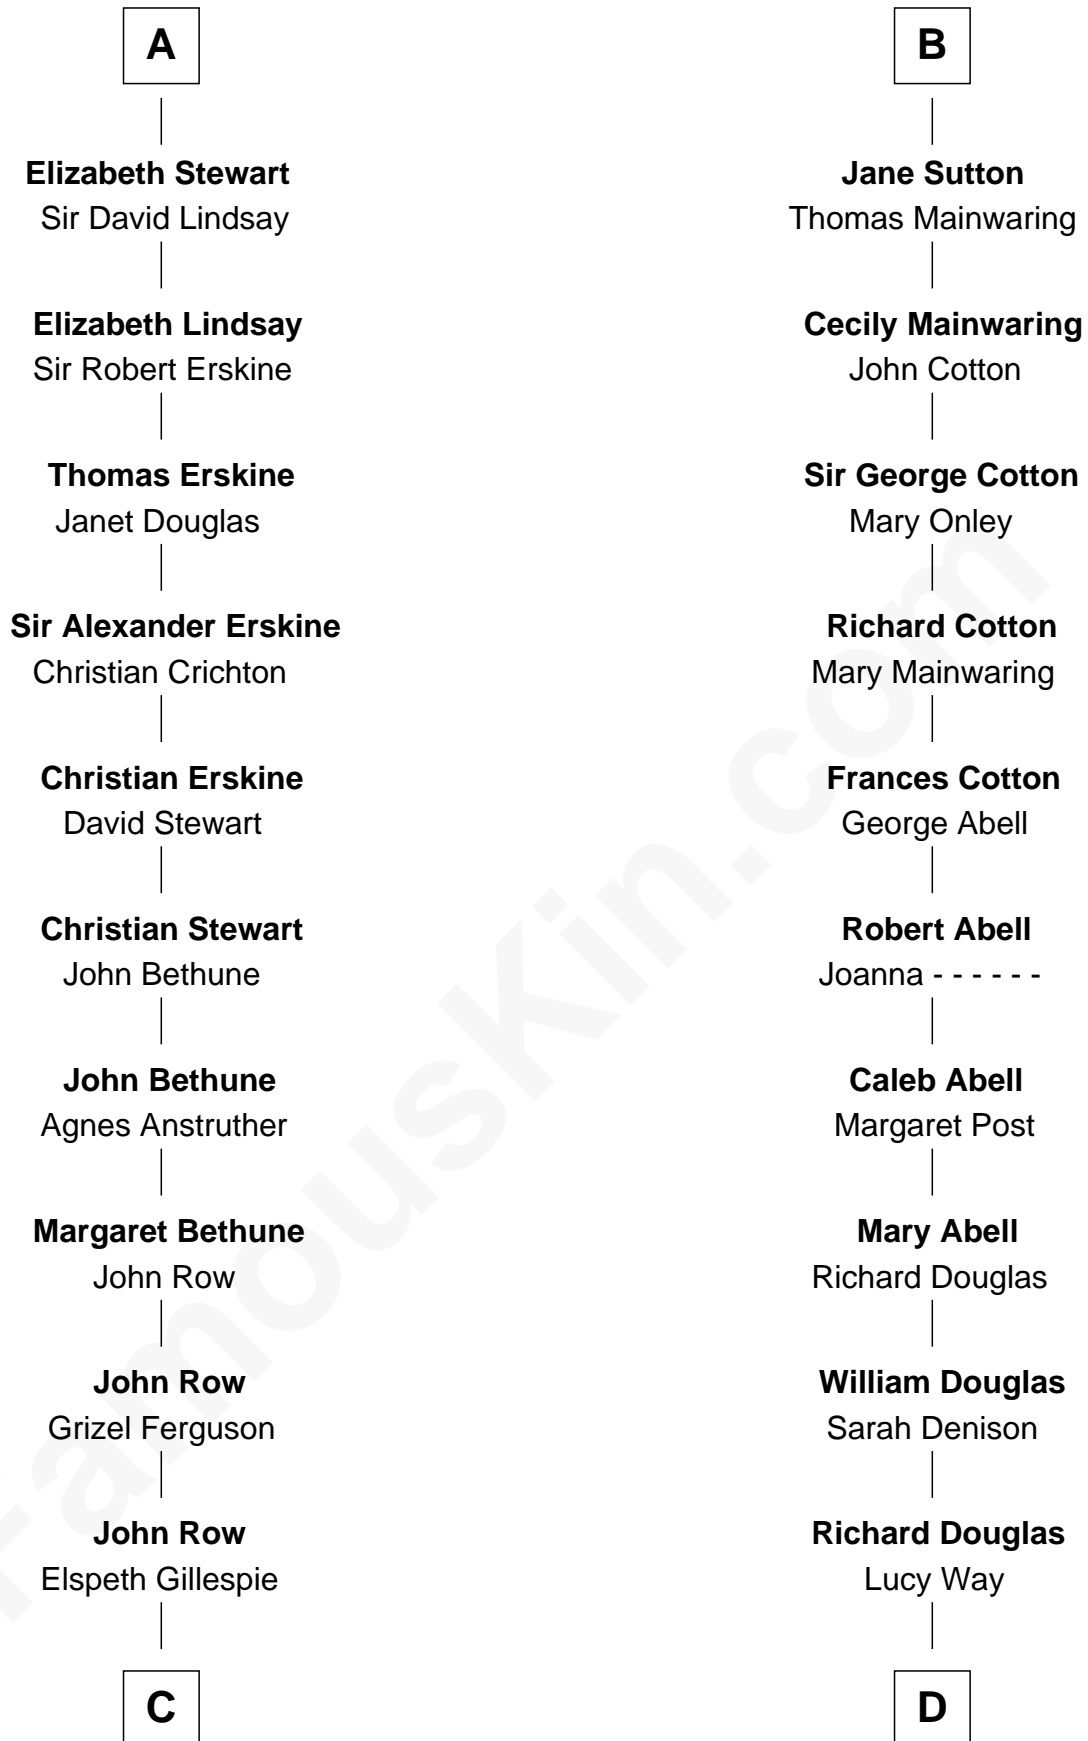 A
Elizabeth Stewart
Sir David Lindsay
Elizabeth Lindsay
Sir Robert Erskine
Thomas Erskine
Janet Douglas
Sir Alexander Erskine
Christian Crichton
Christian Erskine
David Stewart
Christian Stewart
John Bethune
John Bethune
Agnes Anstruther
Margaret Bethune
John Row
John Row
Grizel Ferguson
John Row
Elspeth Gillespie
C
B
Jane Sutton
Thomas Mainwaring
Cecily Mainwaring
John Cotton
Sir George Cotton
Mary Onley
Richard Cotton
Mary Mainwaring
Frances Cotton
George Abell
Robert Abell
Joanna - - - - - -
Caleb Abell
Margaret Post
Mary Abell
Richard Douglas
William Douglas
Sarah Denison
Richard Douglas
Lucy Way
D
FamousKin.com